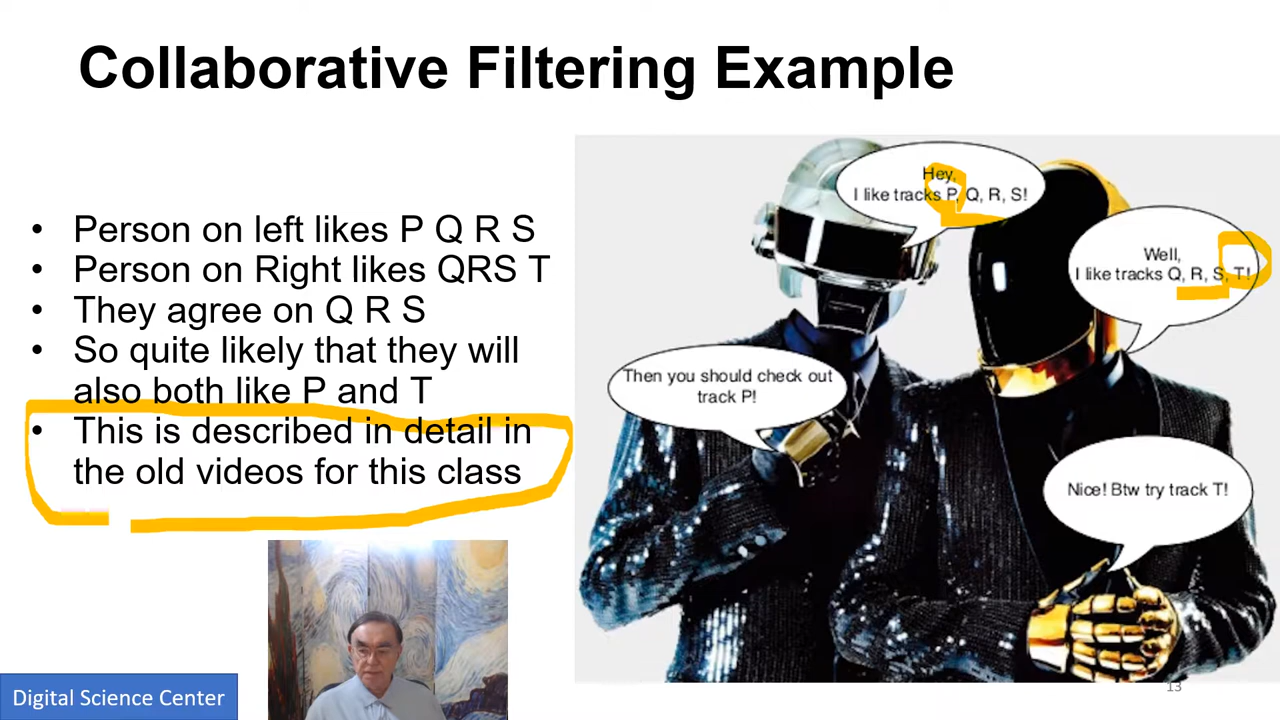 Collaborative Filtering Example
• Person on left likes P Q R S
• Person on Right likes QRS T
• They agree on Q R S
• So quite likely that they will
also both like P and T
• This is described in detail in
the old videos for this class
Hey,
I like tracks P, Q, R, S!
Well,
I like tracks Q, R, S, T!
Then you should check out
track P!
Nice! Btw try track T!
Digital Science Center
13